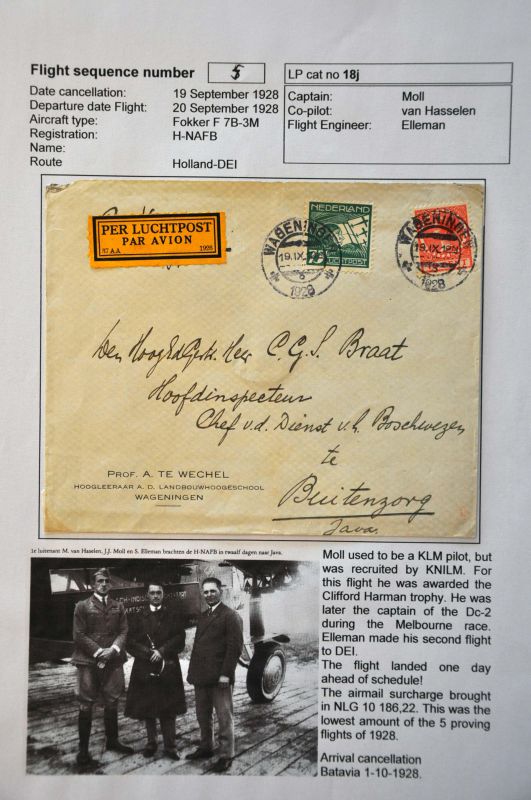 Flight sequence number 5
Date cancellation: 19 September 1928
Departure date Flight: 20 September 1928
Aircraft type: Fokker F 7B-3M
Registration: H-NAFB
Name:
Route Holland-DEI
LP cat no 18j
Captain: Moll
Co-pilot: van Hasselen
Flight Engineer: Elleman
PER LUCHTPOST
PAR AVION
1928
NEDERLAND
WAGENINGEN
19.IX
1928
WAGENINGEN
19.IX
1928
Den HoogEdGestr. Heer C.G.S. Braat
Hoofdinspecteur
Chef v.d. Dienst v.h. Boschwezen
te
Buitenzorg
Java.
PROF. A. TE WECHEL
HOOGLEERAAR A. D. LANDBOUWHOOGESCHOOL
WAGENINGEN
1e luitenant M. van Hasselen, J.J. Moll en S. Elleman brachten de H-NAFB in twaalf dagen naar Java.
Moll used to be a KLM pilot, but
was recruited by KNILM. For
this flight he was awarded the
Clifford Harman trophy. He was
later the captain of the Dc-2
during the Melbourne race.
Elleman made his second flight
to DEI.
The flight landed one day
ahead of schedule!
The airmail surcharge brought
in NLG 10 186,22. This was the
lowest amount of the 5 proving
flights of 1928.
Arrival cancellation
Batavia 1-10-1928.